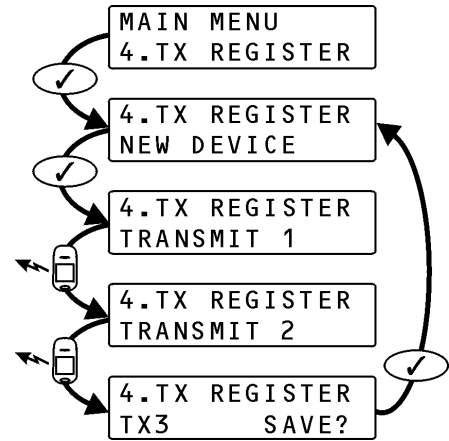 MAIN MENU
4.TX REGISTER
4.TX REGISTER
NEW DEVICE
4.TX REGISTER
TRANSMIT 1
4.TX REGISTER
TRANSMIT 2
4.TX REGISTER
TX3 SAVE?